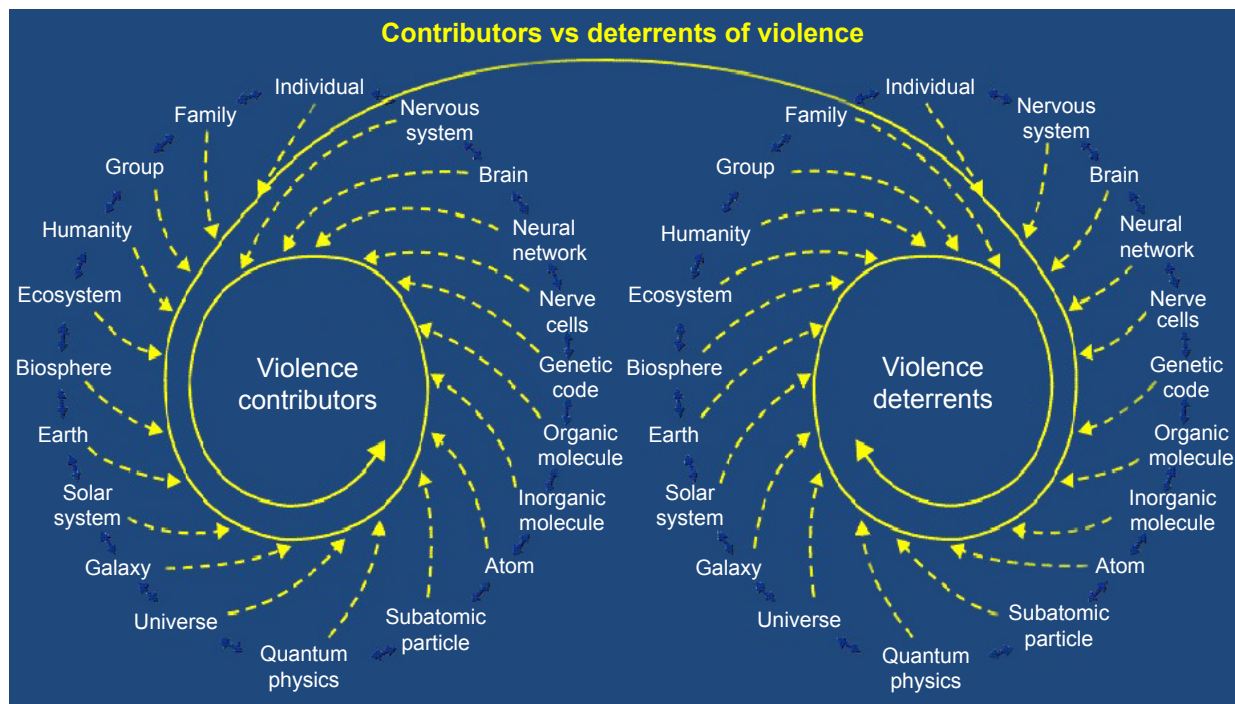 Contributors vs deterrents of violence
Individual
Nervous
system
Brain
Neural
network
Nerve
cells
Genetic
code
Organic
molecule
Inorganic
molecule
Atom
Subatomic
particle
Quantum
physics
Universe
Galaxy
Solar
system
Earth
Biosphere
Ecosystem
Humanity
Group
Family
Violence
contributors
Individual
Nervous
system
Brain
Neural
network
Nerve
cells
Genetic
code
Organic
molecule
Inorganic
molecule
Atom
Subatomic
particle
Quantum
physics
Universe
Galaxy
Solar
system
Earth
Biosphere
Ecosystem
Humanity
Group
Family
Violence
deterrents